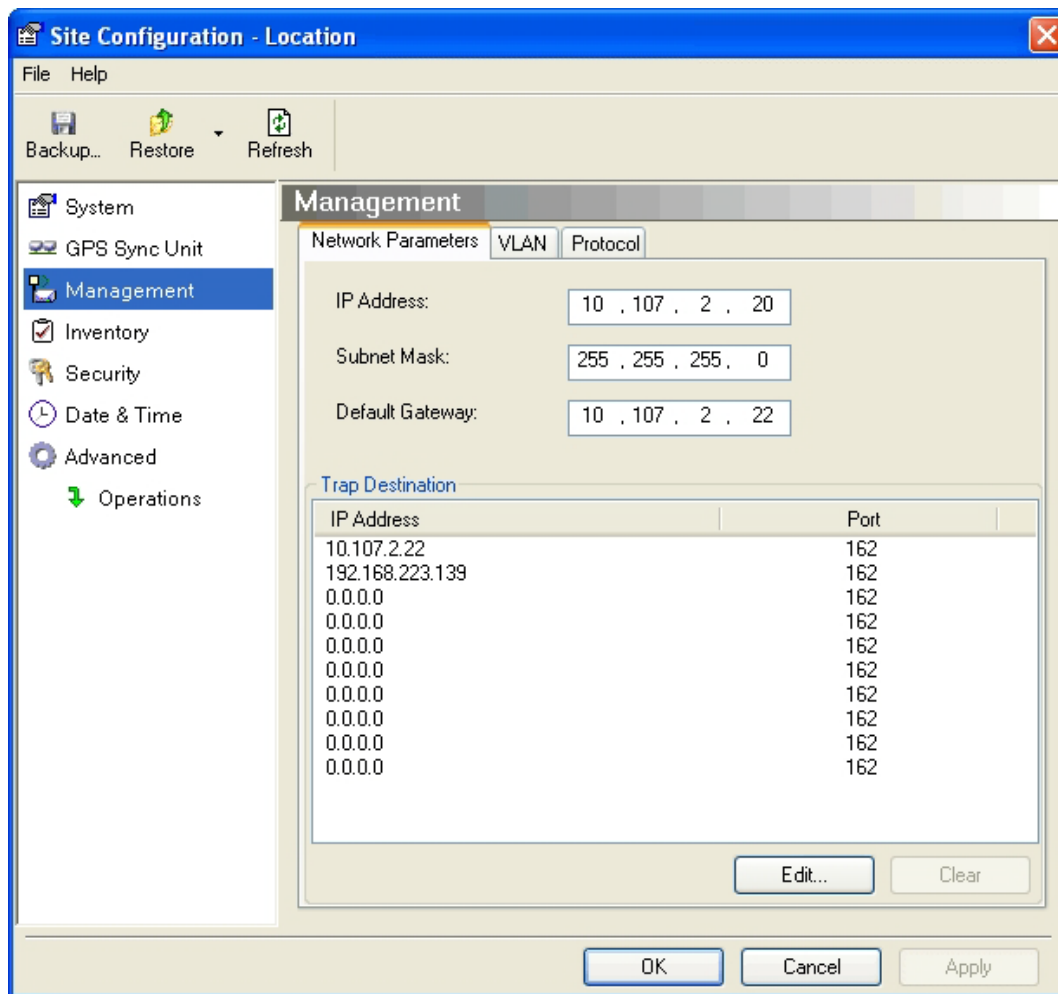 Site Configuration - Location
File Help
Backup... Restore Refresh
System
GPS Sync Unit
Management
Inventory
Security
Date & Time
Advanced
Operations
Management
Network Parameters VLAN Protocol
IP Address: 10 , 107 , 2 , 20
Subnet Mask: 255 , 255 , 255 , 0
Default Gateway: 10 , 107 , 2 , 22
Trap Destination
IP Address Port
10.107.2.22 162
192.168.223.139 162
0.0.0.0 162
0.0.0.0 162
0.0.0.0 162
0.0.0.0 162
0.0.0.0 162
0.0.0.0 162
0.0.0.0 162
0.0.0.0 162
Edit... Clear
OK Cancel Apply